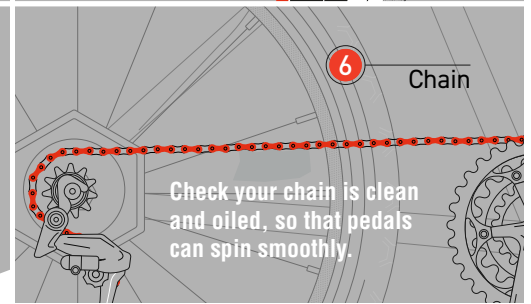 6
Chain
Check your chain is clean
and oiled, so that pedals
can spin smoothly.